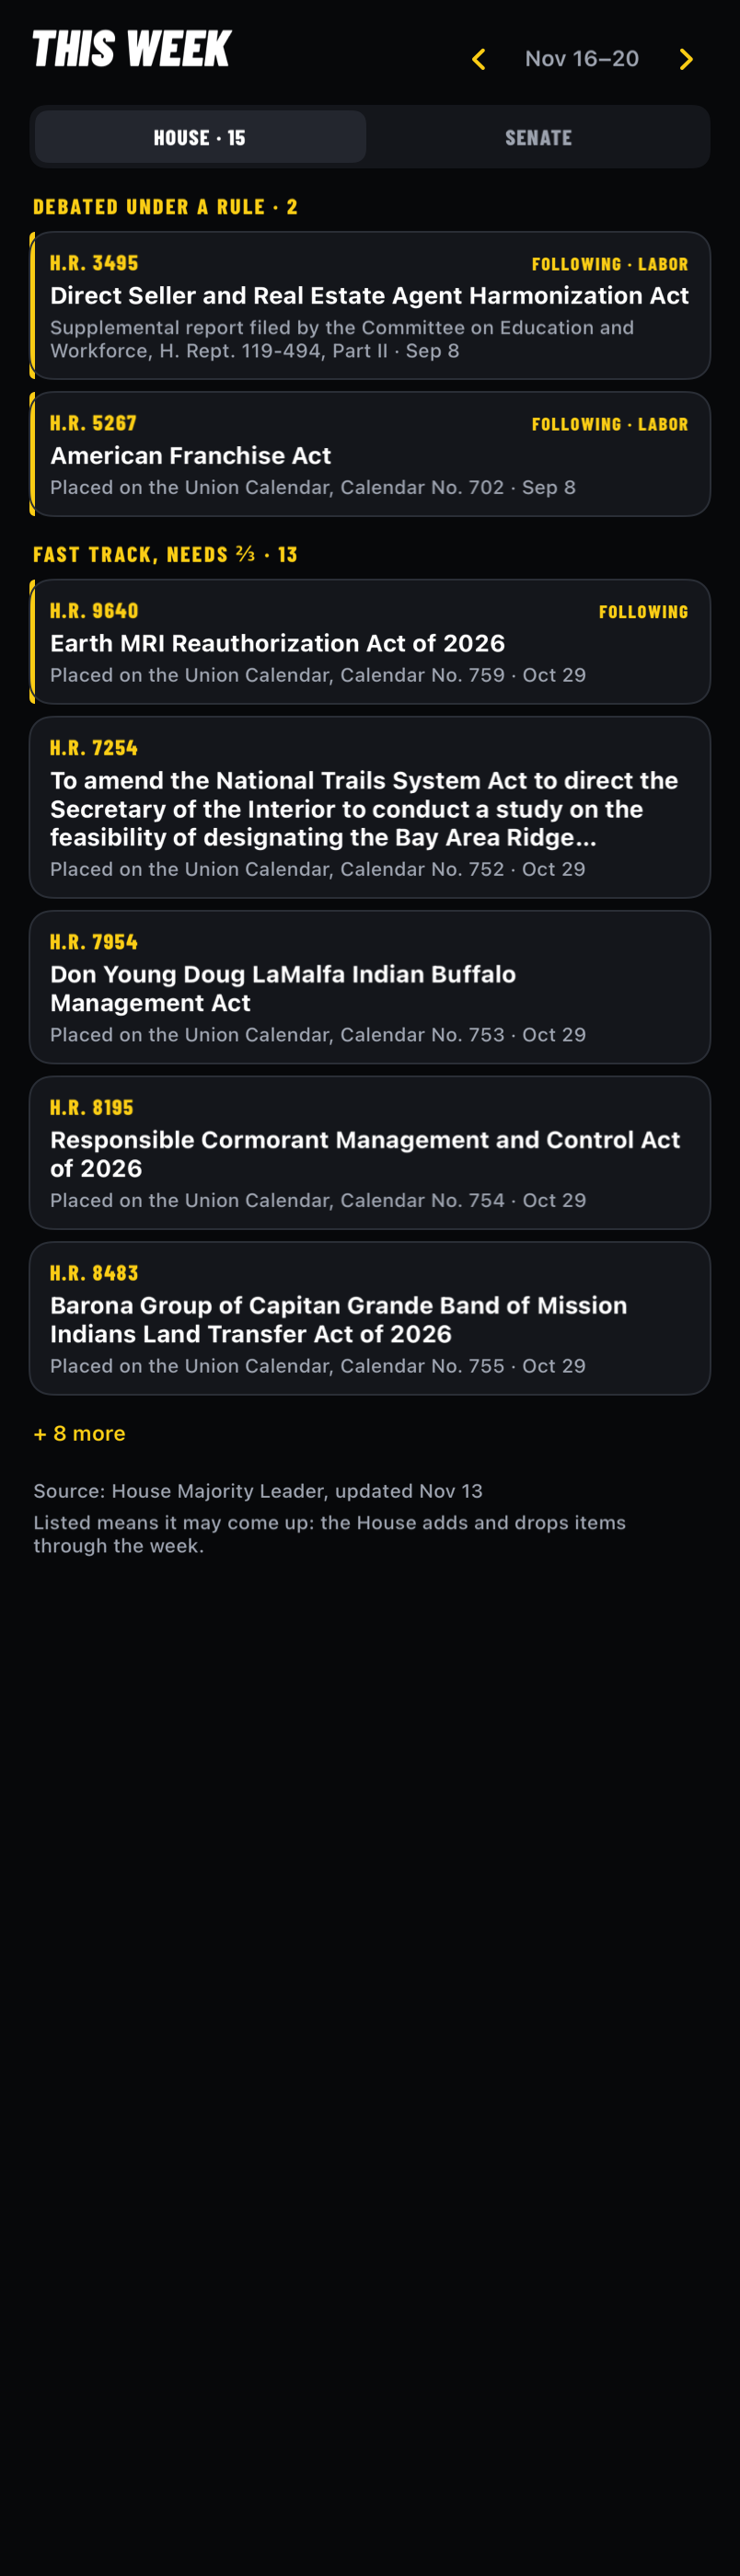 THIS WEEK
Nov 16–20
HOUSE · 15
SENATE
DEBATED UNDER A RULE · 2
H.R. 3495
FOLLOWING · LABOR
Direct Seller and Real Estate Agent Harmonization Act
Supplemental report filed by the Committee on Education and
Workforce, H. Rept. 119-494, Part II · Sep 8
H.R. 5267
FOLLOWING · LABOR
American Franchise Act
Placed on the Union Calendar, Calendar No. 702 · Sep 8
FAST TRACK, NEEDS ⅔ · 13
H.R. 9640
FOLLOWING
Earth MRI Reauthorization Act of 2026
Placed on the Union Calendar, Calendar No. 759 · Oct 29
H.R. 7254
To amend the National Trails System Act to direct the
Secretary of the Interior to conduct a study on the
feasibility of designating the Bay Area Ridge...
Placed on the Union Calendar, Calendar No. 752 · Oct 29
H.R. 7954
Don Young Doug LaMalfa Indian Buffalo
Management Act
Placed on the Union Calendar, Calendar No. 753 · Oct 29
H.R. 8195
Responsible Cormorant Management and Control Act
of 2026
Placed on the Union Calendar, Calendar No. 754 · Oct 29
H.R. 8483
Barona Group of Capitan Grande Band of Mission
Indians Land Transfer Act of 2026
Placed on the Union Calendar, Calendar No. 755 · Oct 29
+ 8 more
Source: House Majority Leader, updated Nov 13
Listed means it may come up: the House adds and drops items
through the week.